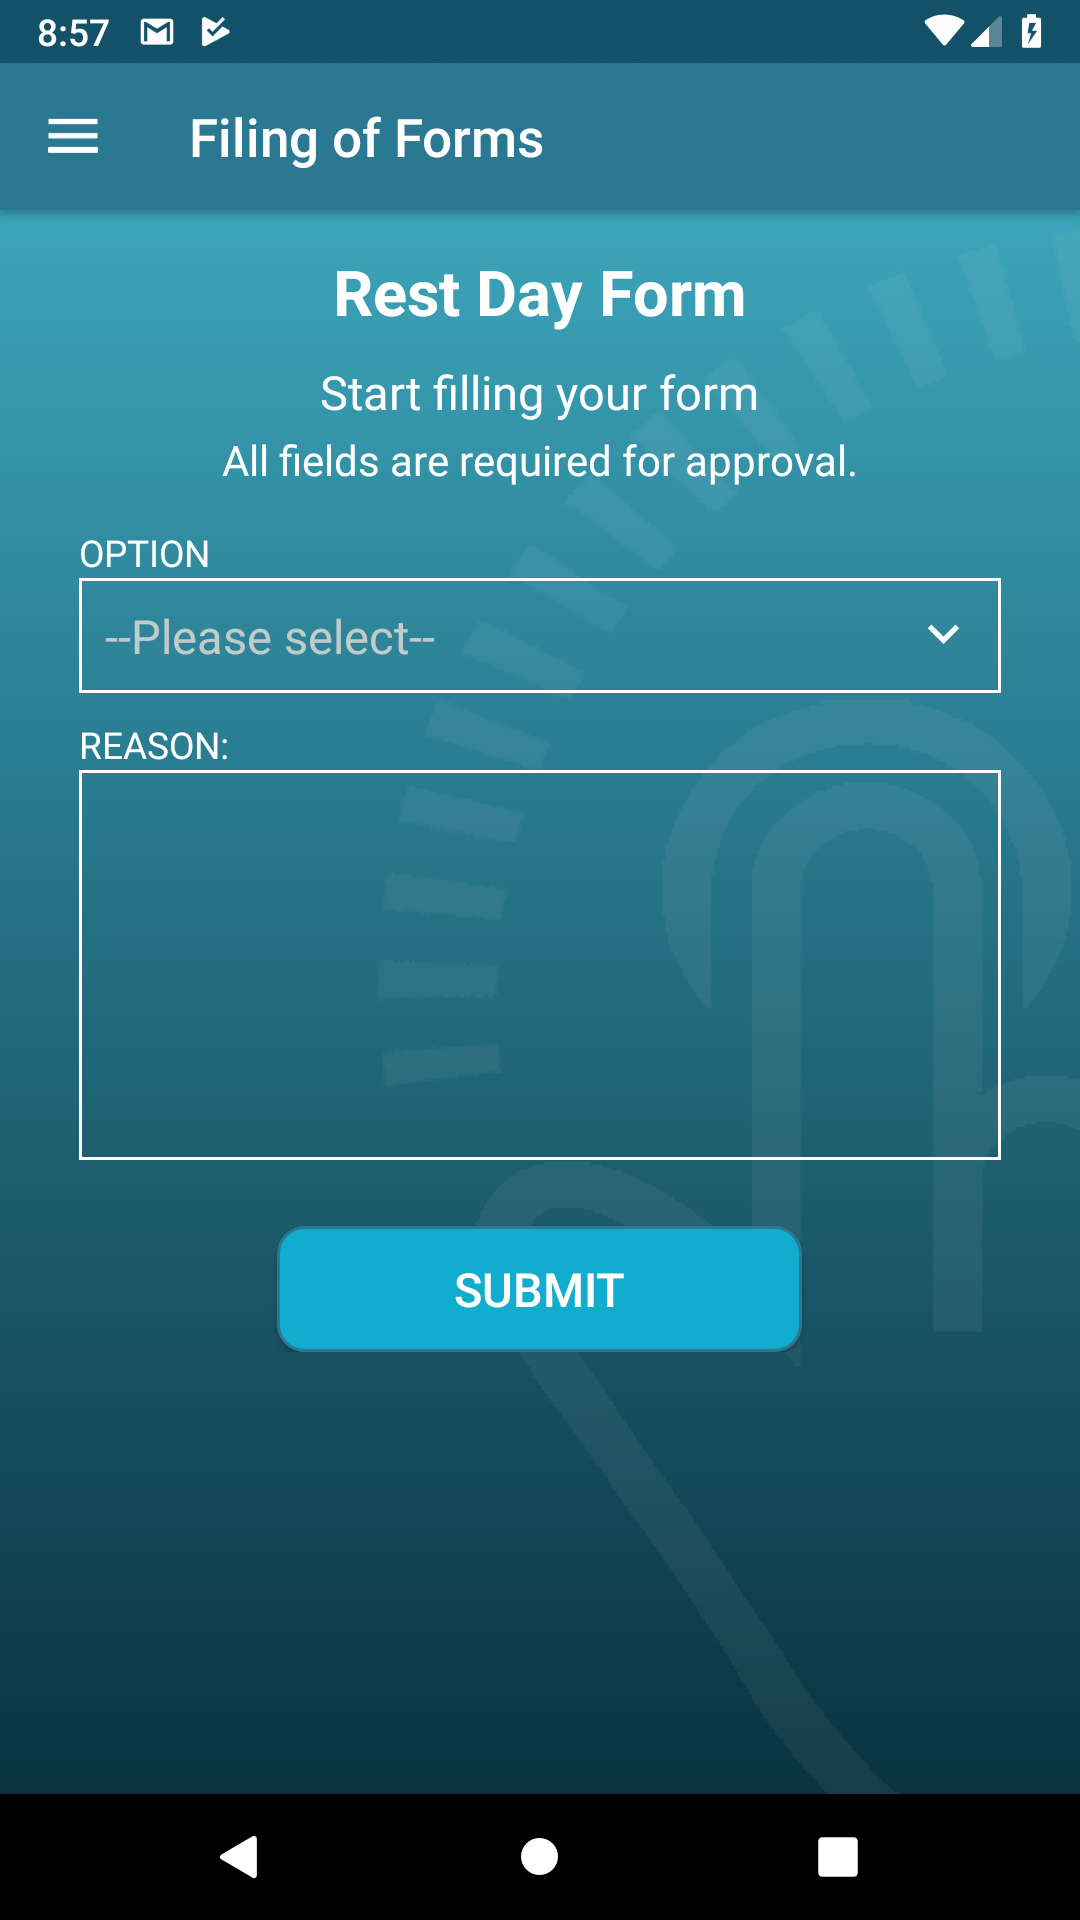 8:57
Filing of Forms
Rest Day Form
Start filling your form
All fields are required for approval.
OPTION
--Please select--
REASON:
SUBMIT